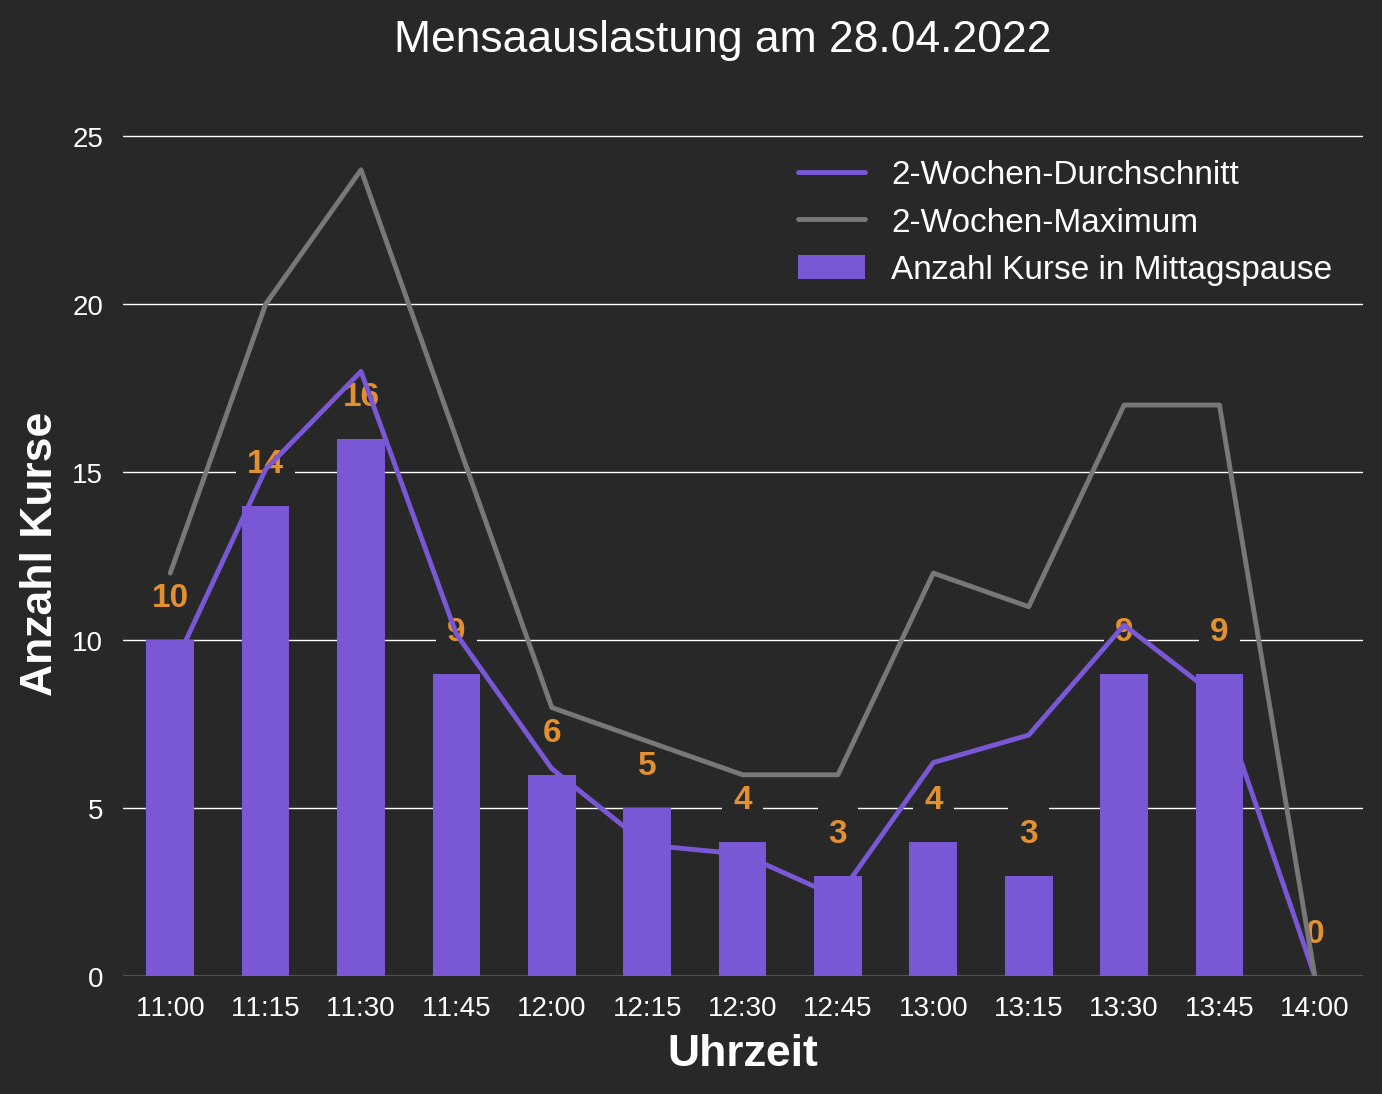 Mensaauslastung am 28.04.2022
25
20
15
10
5
0
Anzahl Kurse
2-Wochen-Durchschnitt
2-Wochen-Maximum
Anzahl Kurse in Mittagspause
10
14
16
9
6
5
4
3
4
3
9
9
0
11:00 11:15 11:30 11:45 12:00 12:15 12:30 12:45 13:00 13:15 13:30 13:45 14:00
Uhrzeit